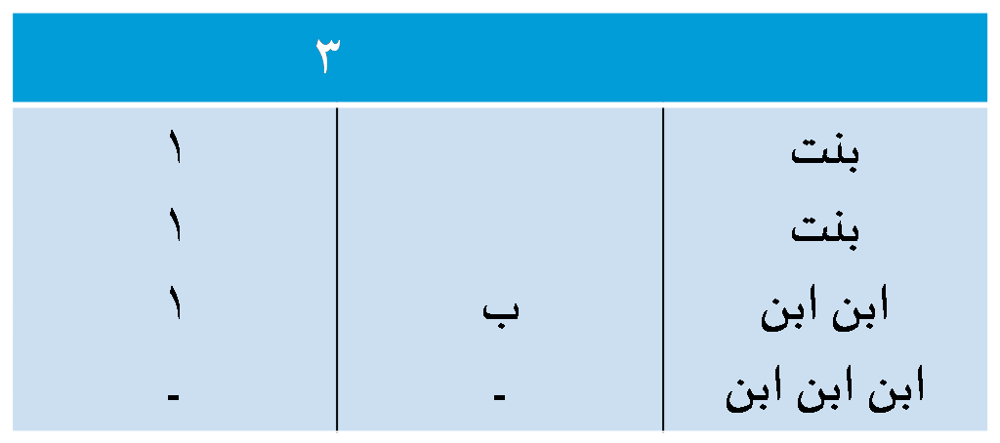 ٣
بنت ١
بنت ١
ابن ابن ب ١
ابن ابن ابن - -